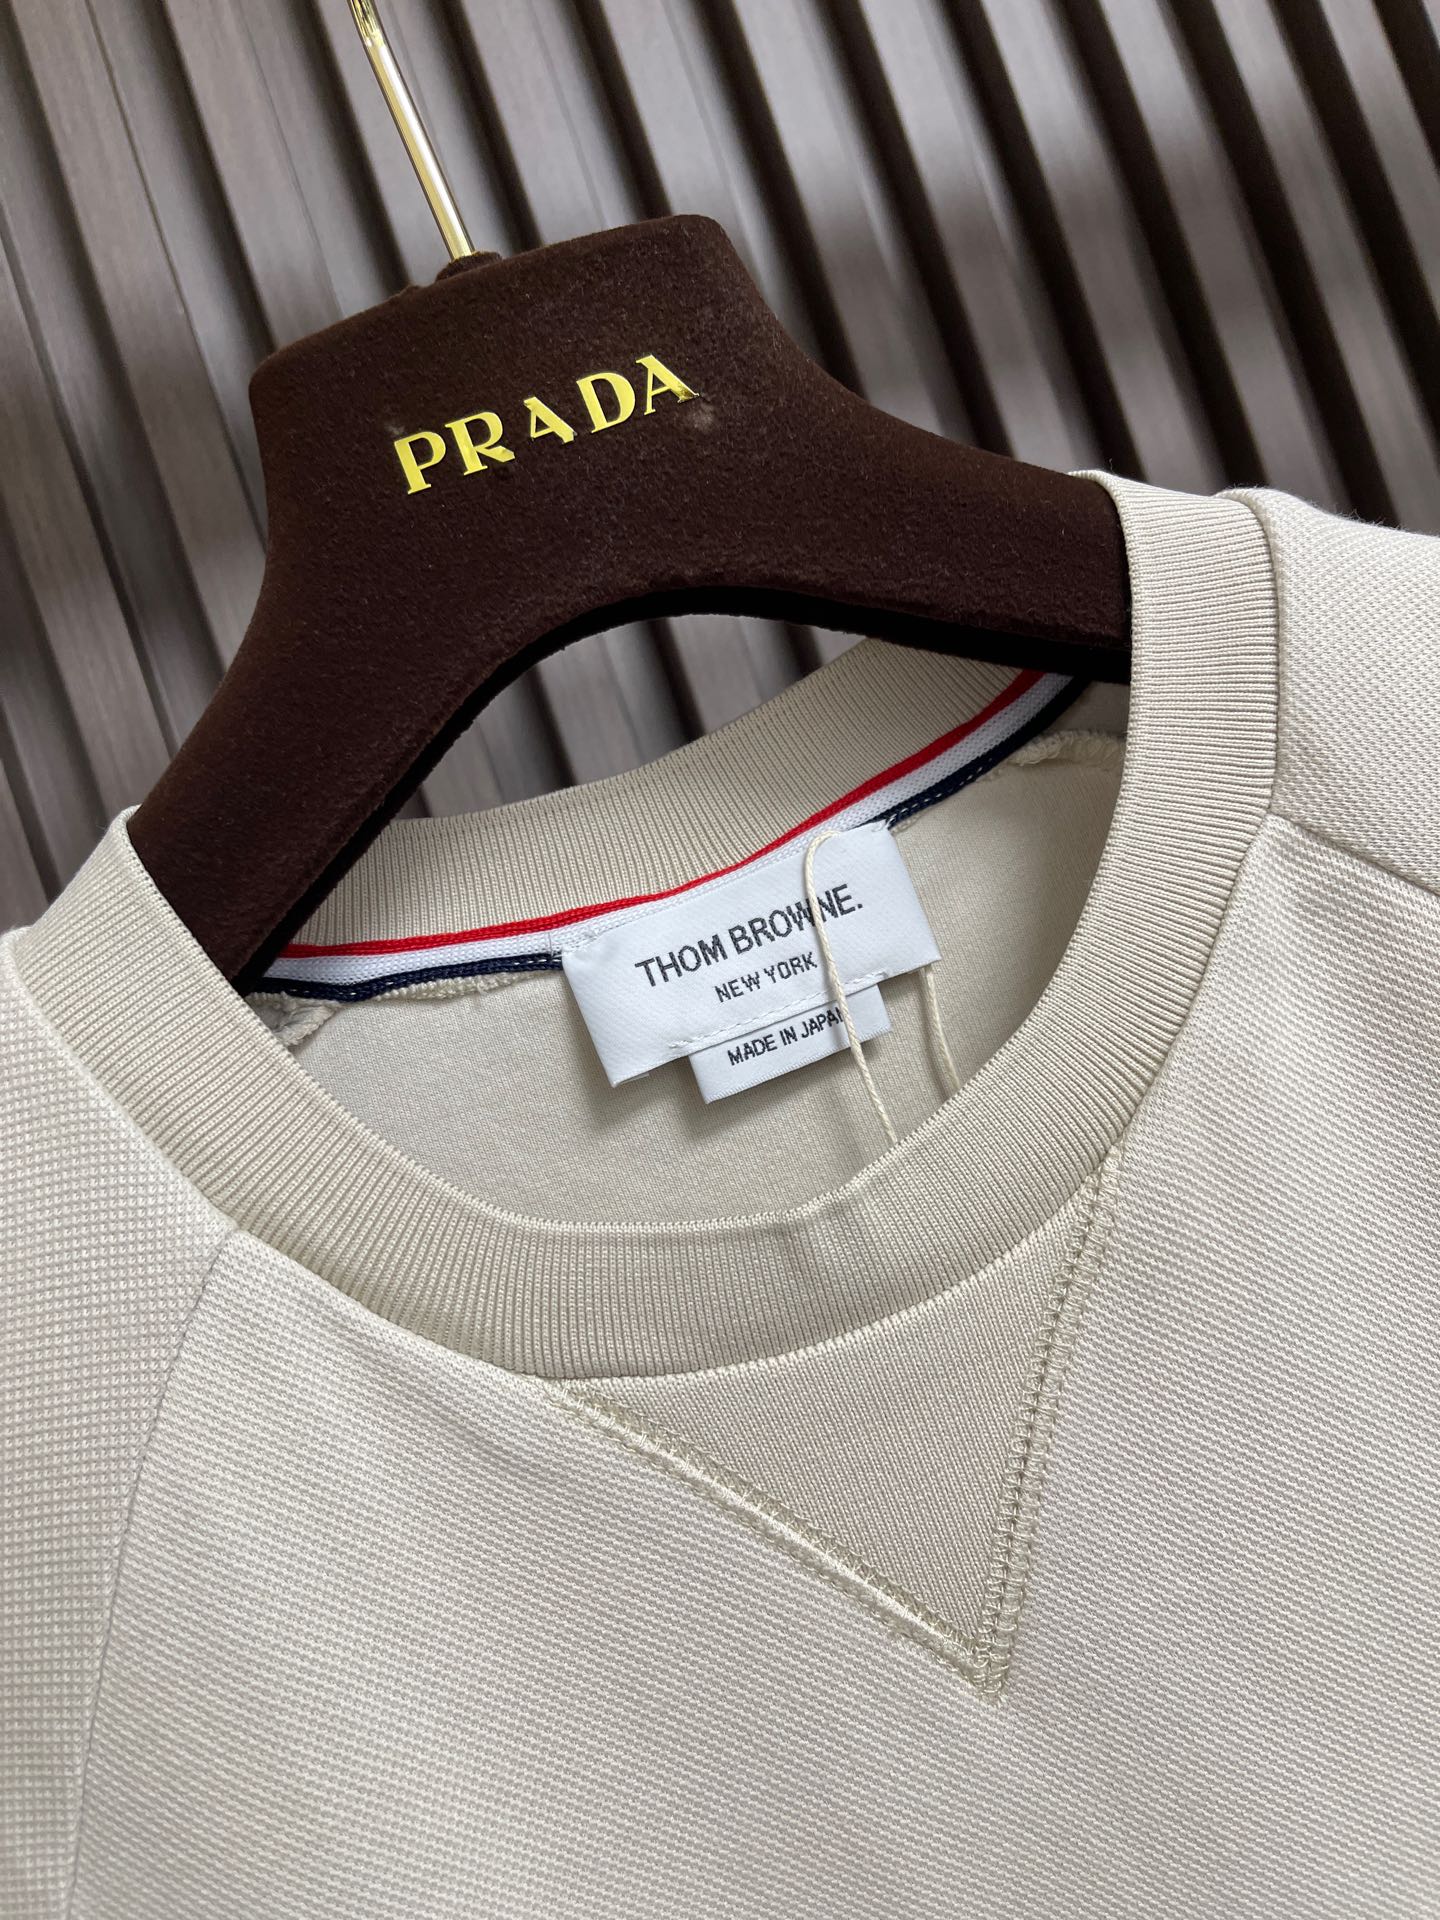 PRADA
THOM BROWNE.
NEW YORK
MADE IN JAPAN